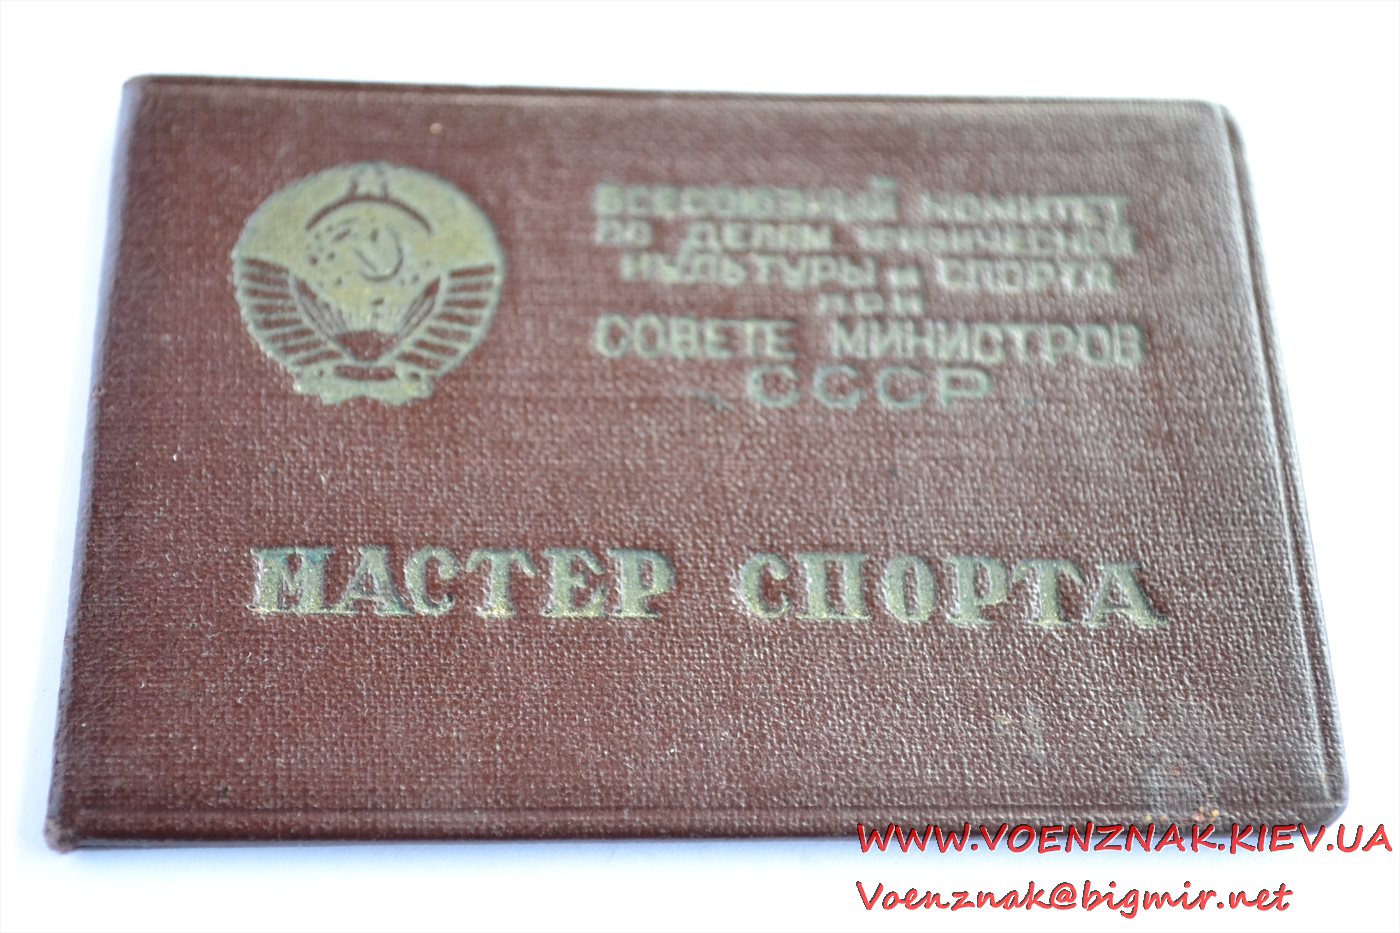 ВСЕСОЮЗНЫЙ КОМИТЕТ
ПО ДЕЛАМ ФИЗИЧЕСКОЙ
КУЛЬТУРЫ И СПОРТА
ПРИ
СОВЕТЕ МИНИСТРОВ
СССР
МАСТЕР СПОРТА
WWW.VOENZNAK.KIEV.UA
Voenznak@bigmir.net